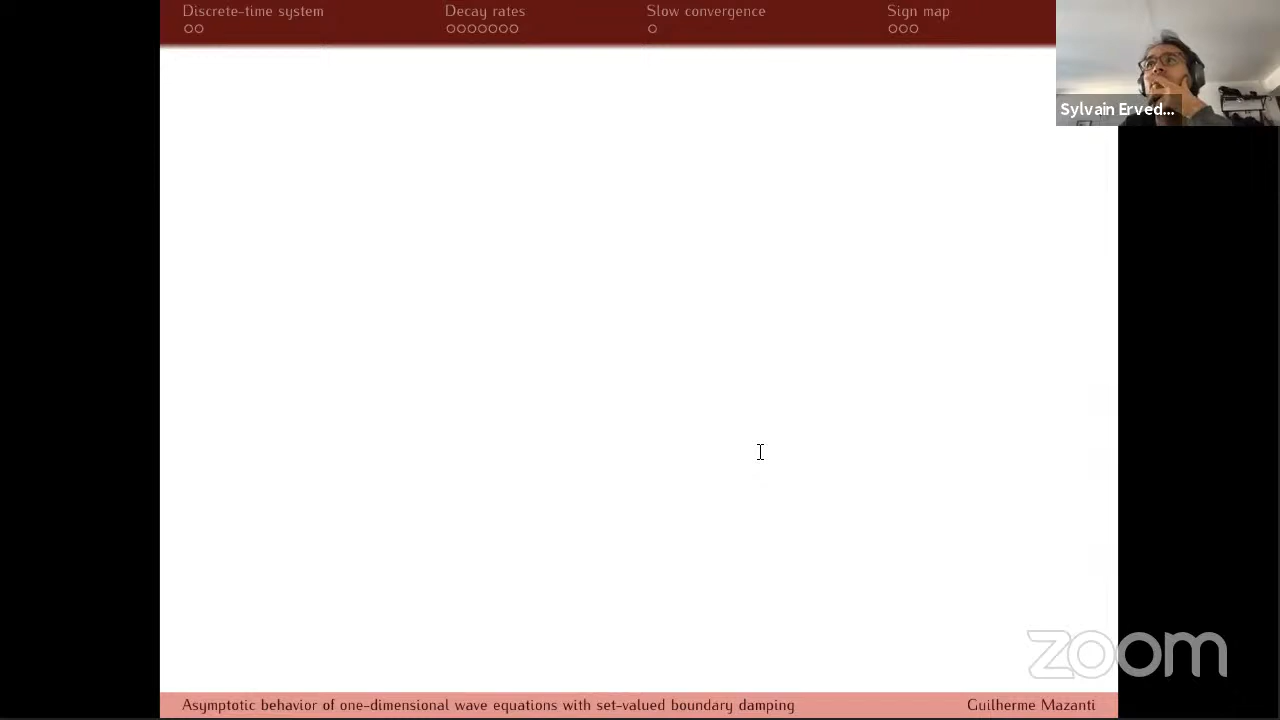 Discrete-time system
Decay rates
Slow convergence
Sign map
Sylvain Erved...
zoom
Asymptotic behavior of one-dimensional wave equations with set-valued boundary damping
Guilherme Mazanti